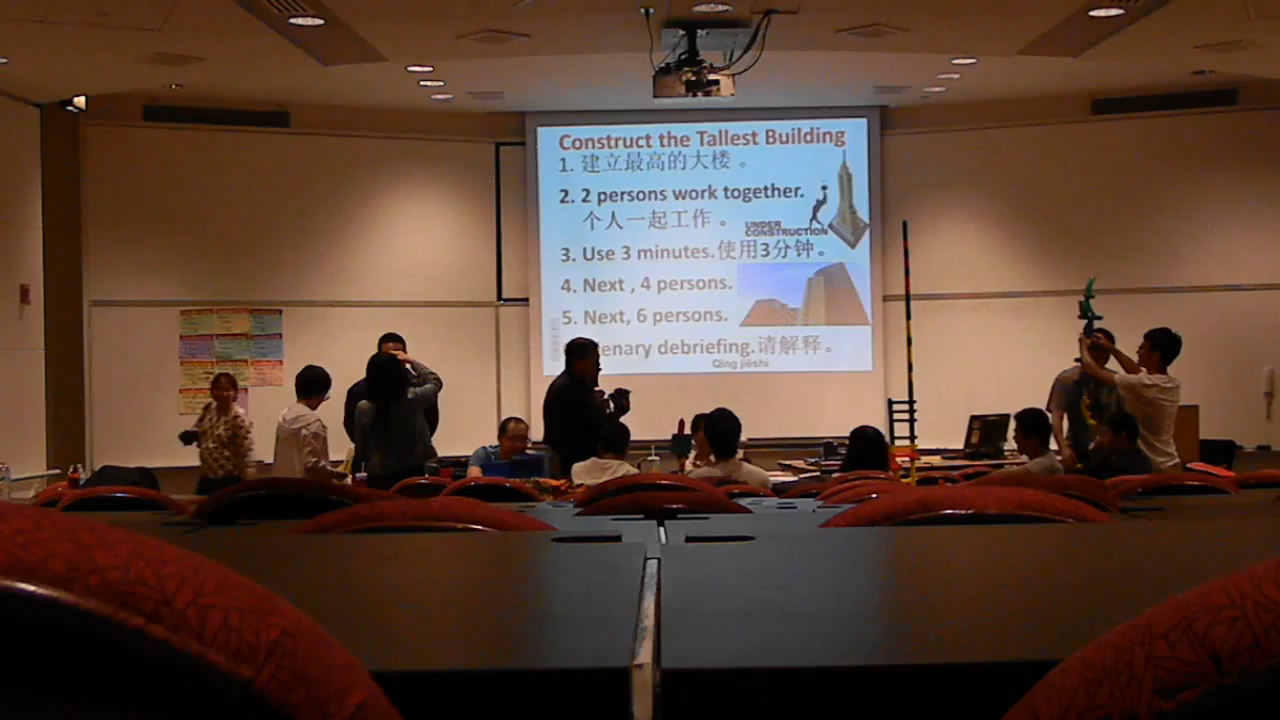 Construct the Tallest Building
1. 建立最高的大楼 。
2. 2 persons work together.
个人一起工作 。
UNDER
CONSTRUCTION
3. Use 3 minutes.使用3分钟。
4. Next , 4 persons.
5. Next, 6 persons.
enary debriefing.请解释。
Qing jiěshì